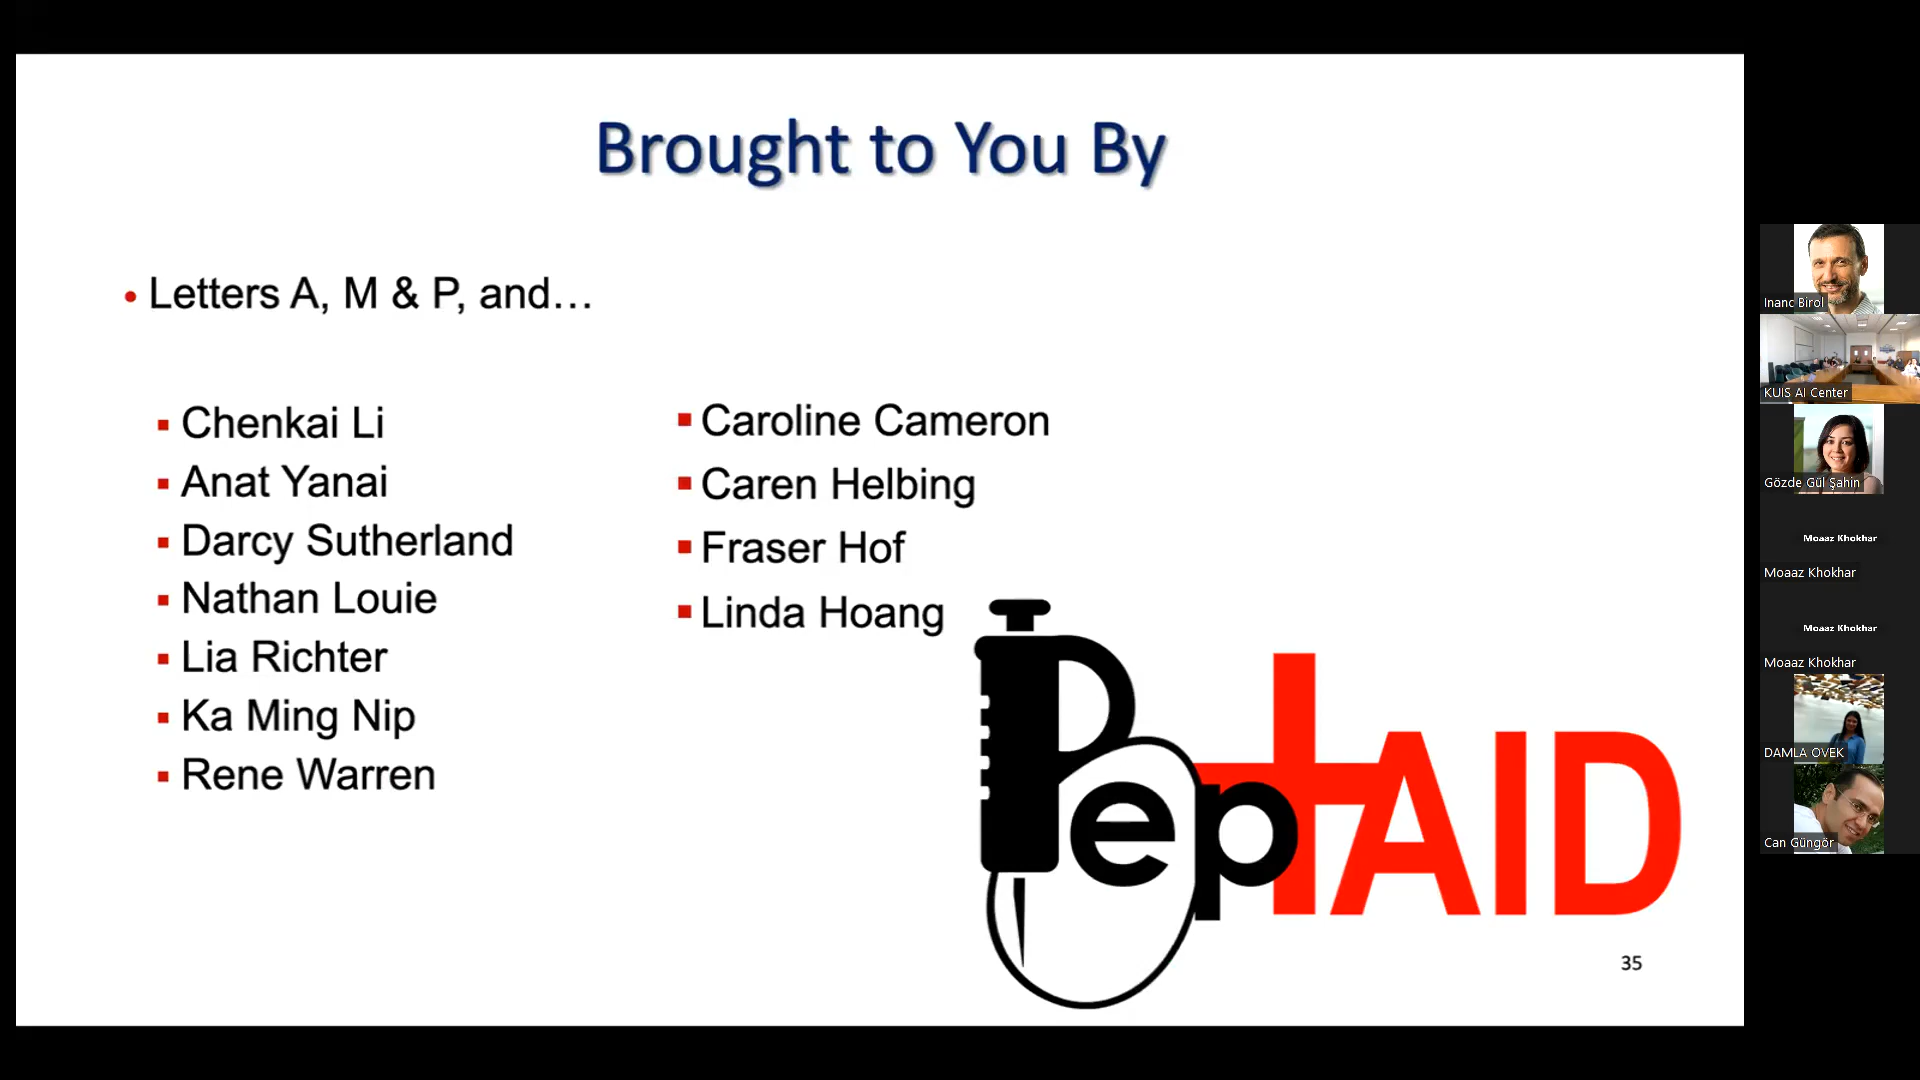 Brought to You By
• Letters A, M & P, and…
▪ Chenkai Li
▪ Anat Yanai
▪ Darcy Sutherland
▪ Nathan Louie
▪ Lia Richter
▪ Ka Ming Nip
▪ Rene Warren
▪ Caroline Cameron
▪ Caren Helbing
▪ Fraser Hof
▪ Linda Hoang
PeptAID
35
Inanc Birol
KUIS AI Center
Gözde Gül Şahin
Moaaz Khokhar
Moaaz Khokhar
Moaaz Khokhar
Moaaz Khokhar
DAMLA OVEK
Can Güngör